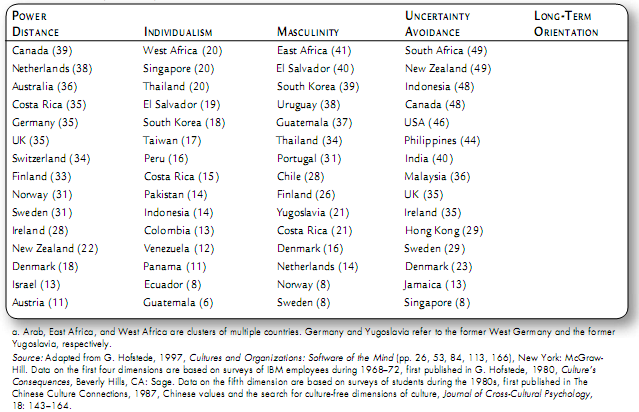 POWER DISTANCE INDIVIDUALISM MASCULINITY UNCERTAINTY AVOIDANCE LONG-TERM ORIENTATION
Canada (39) West Africa (20) East Africa (41) South Africa (49)
Netherlands (38) Singapore (20) El Salvador (40) New Zealand (49)
Australia (36) Thailand (20) South Korea (39) Indonesia (48)
Costa Rica (35) El Salvador (19) Uruguay (38) Canada (48)
Germany (35) South Korea (18) Guatemala (37) USA (46)
UK (35) Taiwan (17) Thailand (34) Philippines (44)
Switzerland (34) Peru (16) Portugal (31) India (40)
Finland (33) Costa Rica (15) Chile (28) Malaysia (36)
Norway (31) Pakistan (14) Finland (26) UK (35)
Sweden (31) Indonesia (14) Yugoslavia (21) Ireland (35)
Ireland (28) Colombia (13) Costa Rica (21) Hong Kong (29)
New Zealand (22) Venezuela (12) Denmark (16) Sweden (29)
Denmark (18) Panama (11) Netherlands (14) Denmark (23)
Israel (13) Ecuador (8) Norway (8) Jamaica (13)
Austria (11) Guatemala (6) Sweden (8) Singapore (8)
a. Arab, East Africa, and West Africa are clusters of multiple countries. Germany and Yugoslavia refer to the former West Germany and the former
Yugoslavia, respectively.
Source: Adapted from G. Hofstede, 1997, Cultures and Organizations: Software of the Mind (pp. 26, 53, 84, 113, 166), New York: McGraw-
Hill. Data on the first four dimensions are based on surveys of IBM employees during 1968–72, first published in G. Hofstede, 1980, Culture's
Consequences, Beverly Hills, CA: Sage. Data on the fifth dimension are based on surveys of students during the 1980s, first published in The
Chinese Culture Connections, 1987, Chinese values and the search for culture-free dimensions of culture, Journal of Cross-Cultural Psychology,
18: 143–164.